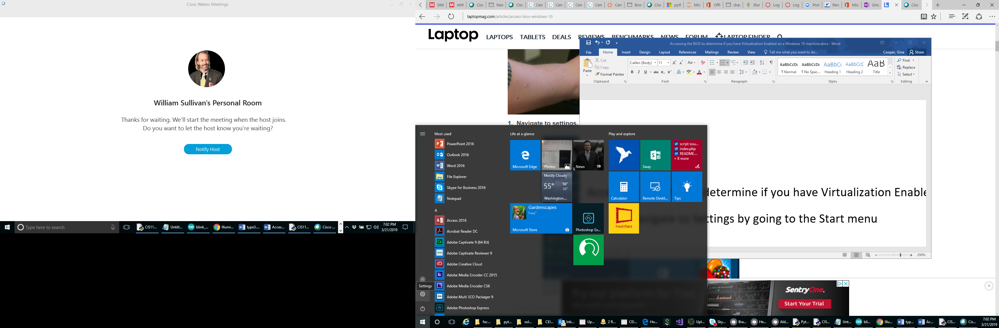 Cisco Webex Meetings
William Sullivan's Personal Room
Thanks for waiting. We'll start the meeting when the host joins.
Do you want to let the host know you're waiting?
Notify Host
Type here to search
CIS11...
Untitl...
blink_...
Illumi...
type3....
Acces...
CIS11...
Cisco ...
7:02 PM
3/21/2019
SIM
mhl
Cisc
Nev
Cisc
Cen
Cen
Cen
Cen
Cen
Boo
Cisc
pyth
Mic
Offi
drav
Illur
Log
Log
Post
Perc
Mic
Gina
Cisc
laptopmag.com/articles/access-bios-windows-10
Laptop
LAPTOPS TABLETS DEALS REVIEWS BENCHMARKS NEWS FORUM LAPTOP FINDER
1. Navigate to settings.
Accessing the BIOS to determine if you have Virtualization Enabled on a Windows 10 machine.docx - Word
File Home Insert Design Layout References Mailings Review View Tell me what you want to do... Cooper, Gina Share
Paste
Cut
Copy
Format Painter
Clipboard
Calibri (Body) 11
Font
Paragraph
AaBbCcDc AaBbCcDc AaBbCc AaBbCcD AaB
¶ Normal ¶ No Spac... Heading 1 Heading 2 Title
Styles
Find
Replace
Select
Editing
determine if you have Virtualization Enable
ttings by going to the Start menu
290%
Most used
PowerPoint 2016
Outlook 2016
Word 2016
File Explorer
Skype for Business 2016
Notepad
A
Access 2016
Acrobat Reader DC
Adobe Captivate 9 (64 Bit)
Adobe Captivate Reviewer 9
Adobe Creative Cloud
Adobe Media Encoder CC 2015
Adobe Media Encoder CS6
Adobe Multi SCO Packager 9
Adobe Photoshop Express
Settings
Life at a glance
Microsoft Edge
Photos
News
Mostly Cloudy
55° 56°
48°
Washington,...
Gardenscapes
Free*
Microsoft Store
Photoshop Ex...
Play and explore
Sway
script issu...
index.php
README....
+ 8 more
Calculator
Remote Deskt...
Tips
FreshPaint
SentryOne.
Start Your Trial
fac...
pyt...
sol...
CEI...
Inb...
Up...
2 R...
CEI...
Ho...
Upl...
Sky...
Bra...
He...
Ald...
Pyt...
CIS...
Unt...
bli...
Illu...
typ...
Ac...
CIS...
Cis...
7:02 PM
3/21/2019